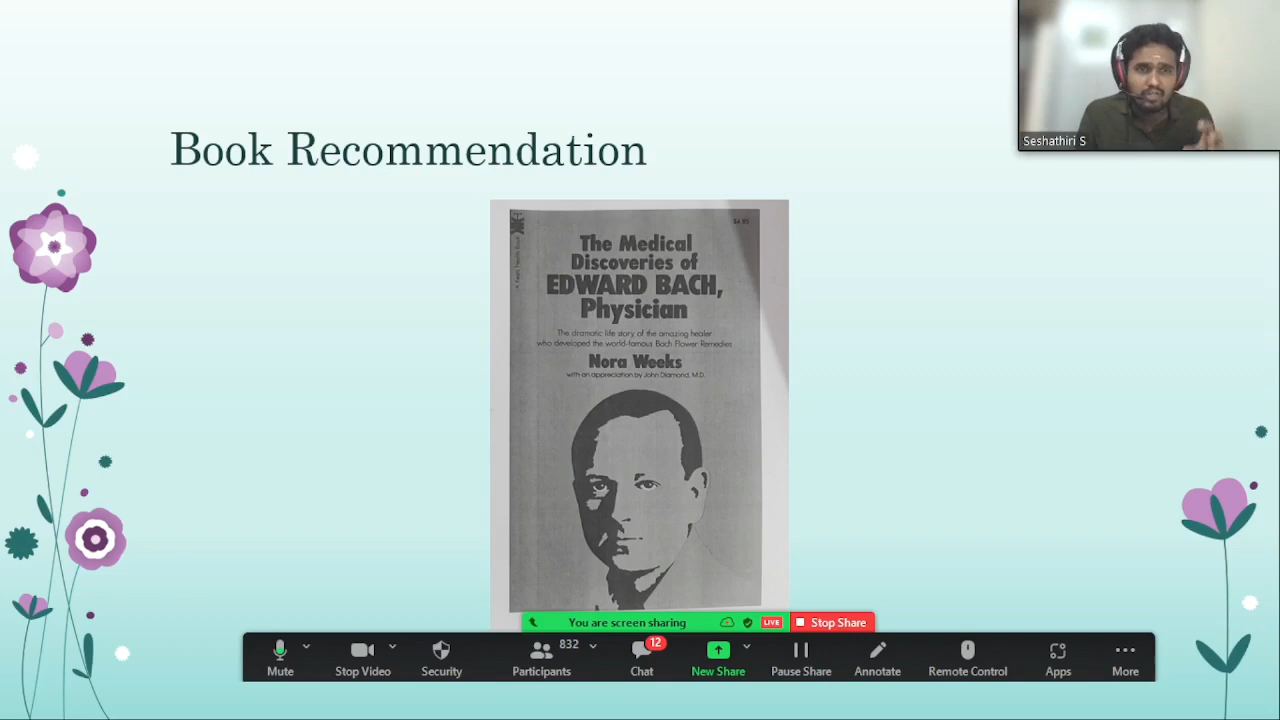 Seshathiri S
Book Recommendation
$4.95
The Medical
Discoveries of
EDWARD BACH,
Physician
The dramatic life story of the amazing healer
who developed the world-famous Bach Flower Remedies
Nora Weeks
with an appreciation by John Diamond, M.D.
You are screen sharing
LIVE
Stop Share
Mute
Stop Video
Security
Participants
832
Chat
12
New Share
Pause Share
Annotate
Remote Control
Apps
More